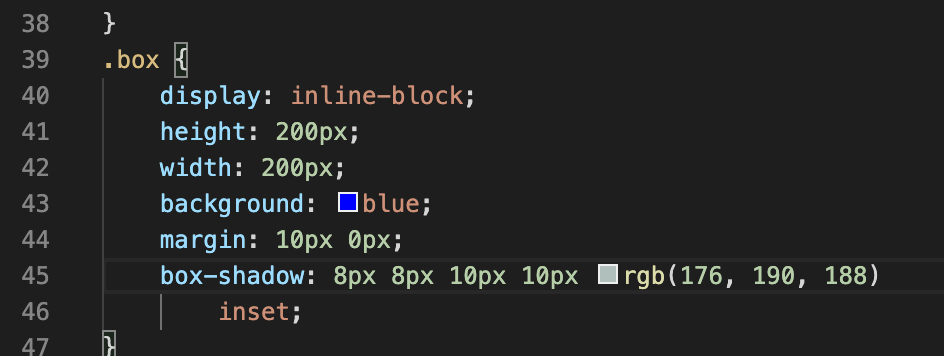 38 }
39 .box {
40 display: inline-block;
41 height: 200px;
42 width: 200px;
43 background: blue;
44 margin: 10px 0px;
45 box-shadow: 8px 8px 10px 10px rgb(176, 190, 188)
46 inset;
47 }